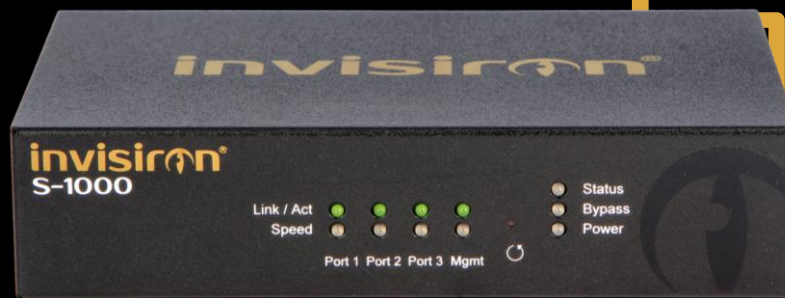 invisiron®
invisiron®
S-1000
Link / Act
Speed
Port 1 Port 2 Port 3 Mgmt
Status
Bypass
Power